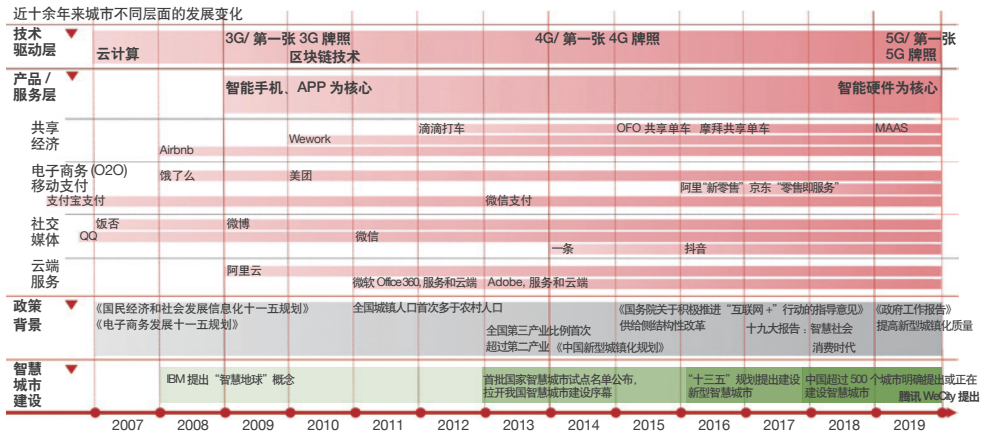 近十余年来城市不同层面的发展变化
技术
驱动层
云计算
3G/ 第一张 3G 牌照
区块链技术
4G/ 第一张 4G 牌照
5G/ 第一张
5G 牌照
产品 /
服务层
智能手机、APP 为核心
智能硬件为核心
共享
经济
滴滴打车
OFO 共享单车 摩拜共享单车
MAAS
Wework
Airbnb
电子商务 (O2O)
移动支付
饿了么
美团
阿里“新零售”京东“零售即服务”
支付宝支付
微信支付
社交
媒体
饭否
微博
QQ
微信
一条
抖音
云端
服务
阿里云
微软 Office360, 服务和云端
Adobe, 服务和云端
政策
背景
《国民经济和社会发展信息化十一五规划》
《电子商务发展十一五规划》
全国城镇人口首次多于农村人口
全国第三产业比例首次
超过第二产业
《中国新型城镇化规划》
《国务院关于积极推进“互联网 +”行动的指导意见》
供给侧结构性改革
十九大报告：智慧社会
消费时代
《政府工作报告》
提高新型城镇化质量
智慧
城市
建设
IBM 提出“智慧地球”概念
首批国家智慧城市试点名单公布，
拉开我国智慧城市建设序幕
“十三五”规划提出建设
新型智慧城市
中国超过 500 个城市明确提出或正在
建设智慧城市
腾讯 WeCity 提出
2007 2008 2009 2010 2011 2012 2013 2014 2015 2016 2017 2018 2019